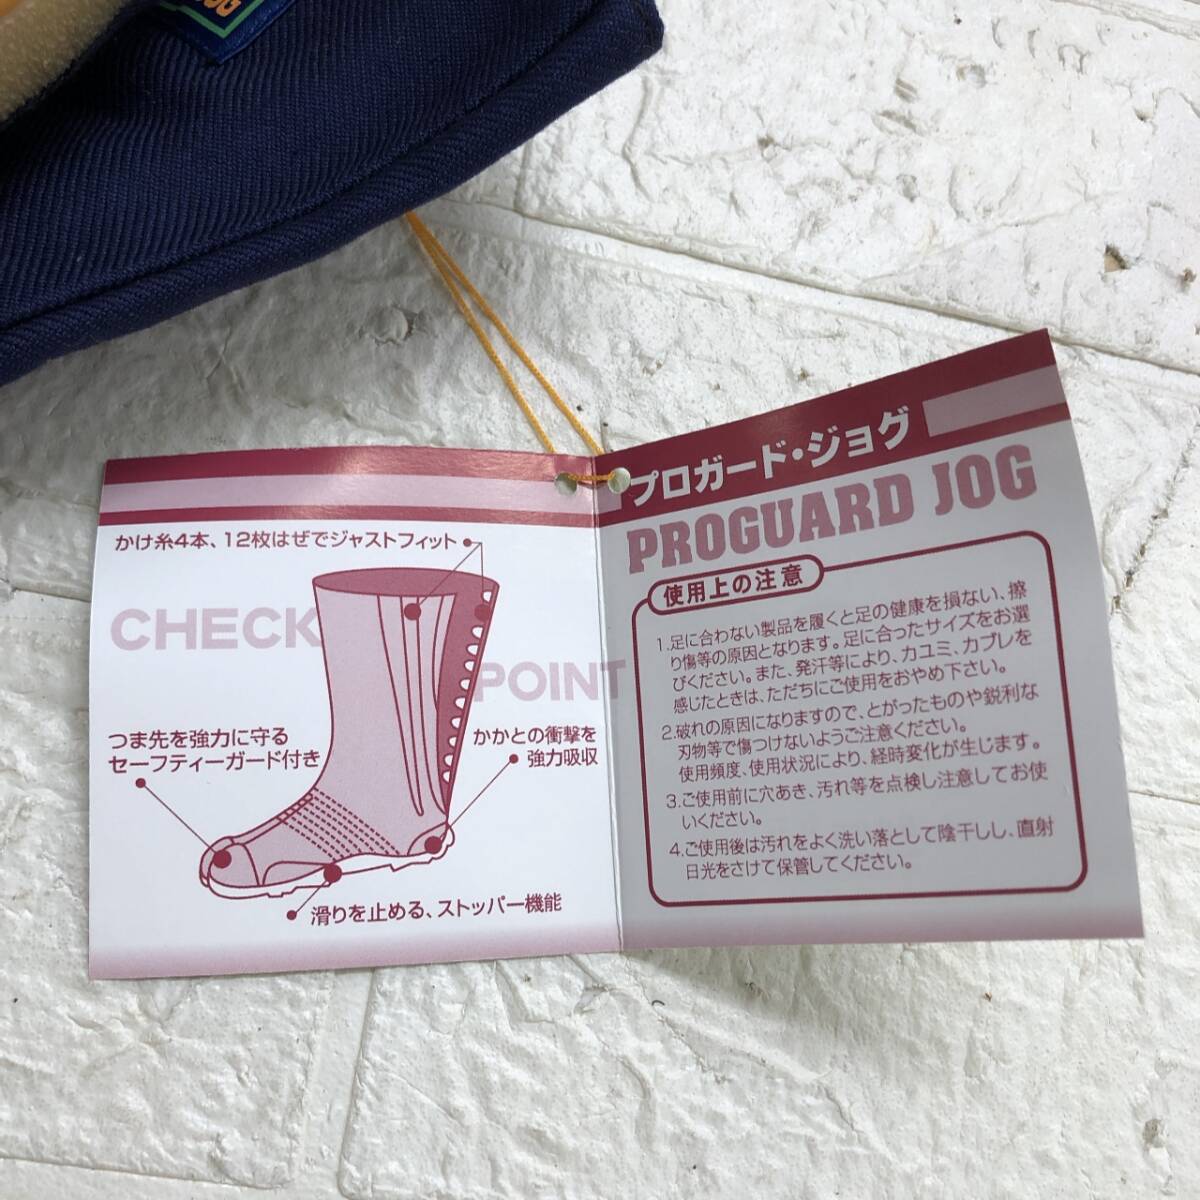 OG
かけ糸4本、12枚はぜでジャストフィット
CHECK
POINT
つま先を強力に守る
セーフティーガード付き
かかとの衝撃を
強力吸収
滑りを止める、ストッパー機能
プロガード・ジョグ
PROGUARD JOG
使用上の注意
1.足に合わない製品を履くと足の健康を損ない、擦
り傷等の原因となります。足に合ったサイズをお選
びください。また、発汗等により、カユミ、カブレを
感じたときは、ただちにご使用をおやめ下さい。
2.破れの原因になりますので、とがったものや鋭利な
刃物等で傷つけないようご注意ください。
使用頻度、使用状況により、経時変化が生じます。
3.ご使用前に穴あき、汚れ等を点検し注意してお使
いください。
4.ご使用後は汚れをよく洗い落として陰干しし、直射
日光をさけて保管してください。